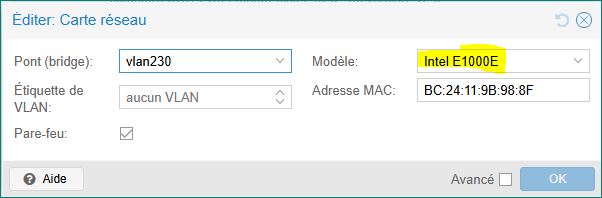 Éditer: Carte réseau
Pont (bridge): vlan230 Modèle: Intel E1000E
Étiquette de VLAN: aucun VLAN Adresse MAC: BC:24:11:9B:98:8F
Pare-feu:
Aide Avancé OK